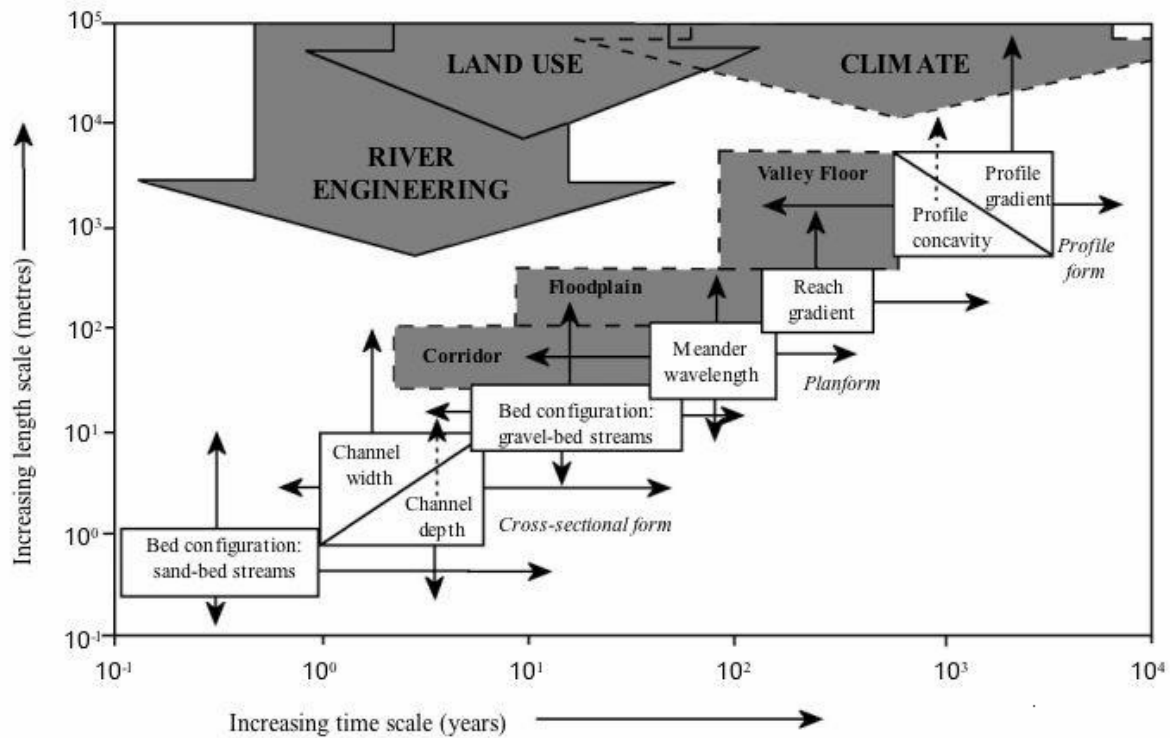 10⁵
LAND USE
CLIMATE
10⁴
RIVER
ENGINEERING
Valley Floor
Profile
gradient
10³
Profile
concavity
Profile
form
Floodplain
Reach
gradient
10²
Corridor
Meander
wavelength
Planform
Bed configuration:
gravel-bed streams
10¹
Channel
width
Channel
depth
Cross-sectional form
10⁰
Bed configuration:
sand-bed streams
10⁻¹
Increasing length scale (metres)
10⁻¹
10⁰
10¹
10²
10³
10⁴
Increasing time scale (years)